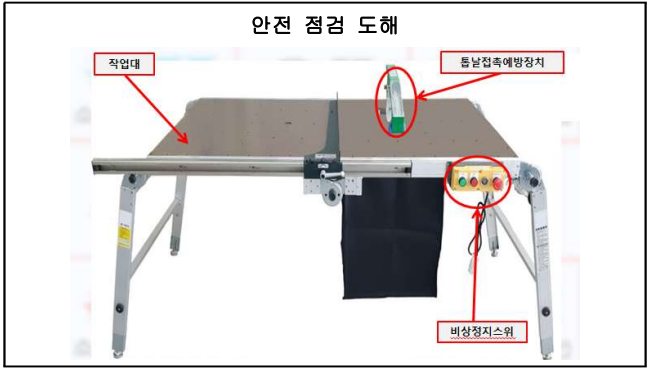 안전 점검 도해
작업대
톱날접촉예방장치
비상정지스위